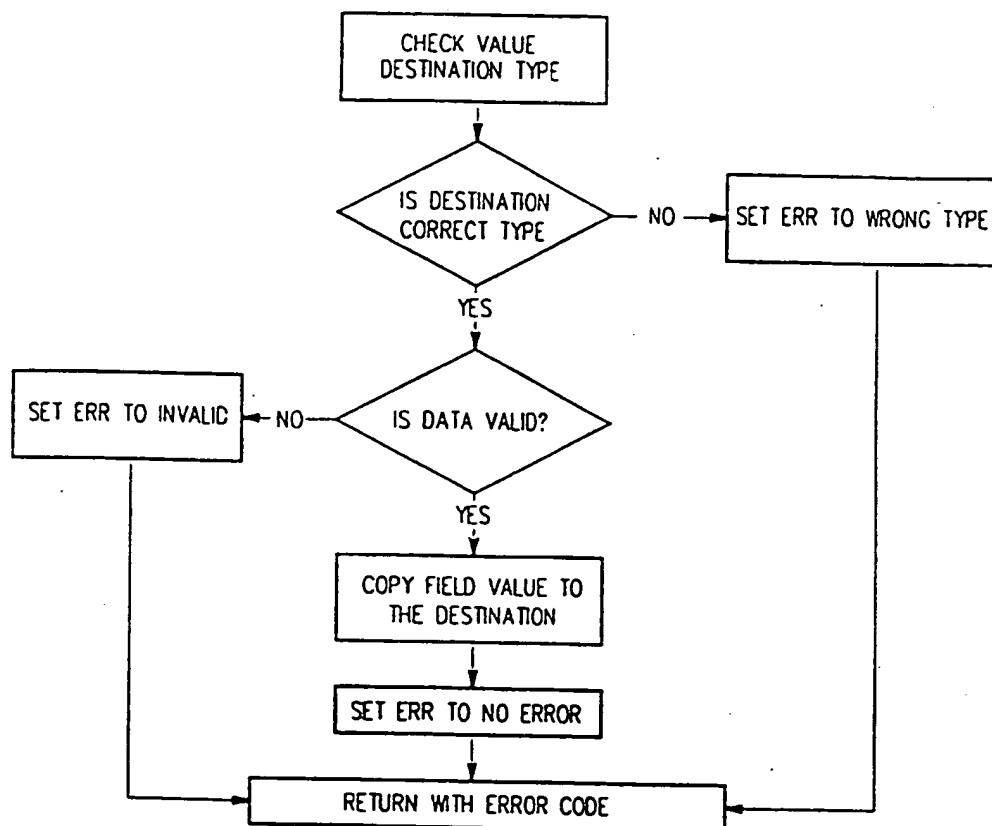 CHECK VALUE
DESTINATION TYPE
IS DESTINATION
CORRECT TYPE
NO
SET ERR TO WRONG TYPE
YES
SET ERR TO INVALID
NO
IS DATA VALID?
YES
COPY FIELD VALUE TO
THE DESTINATION
SET ERR TO NO ERROR
RETURN WITH ERROR CODE